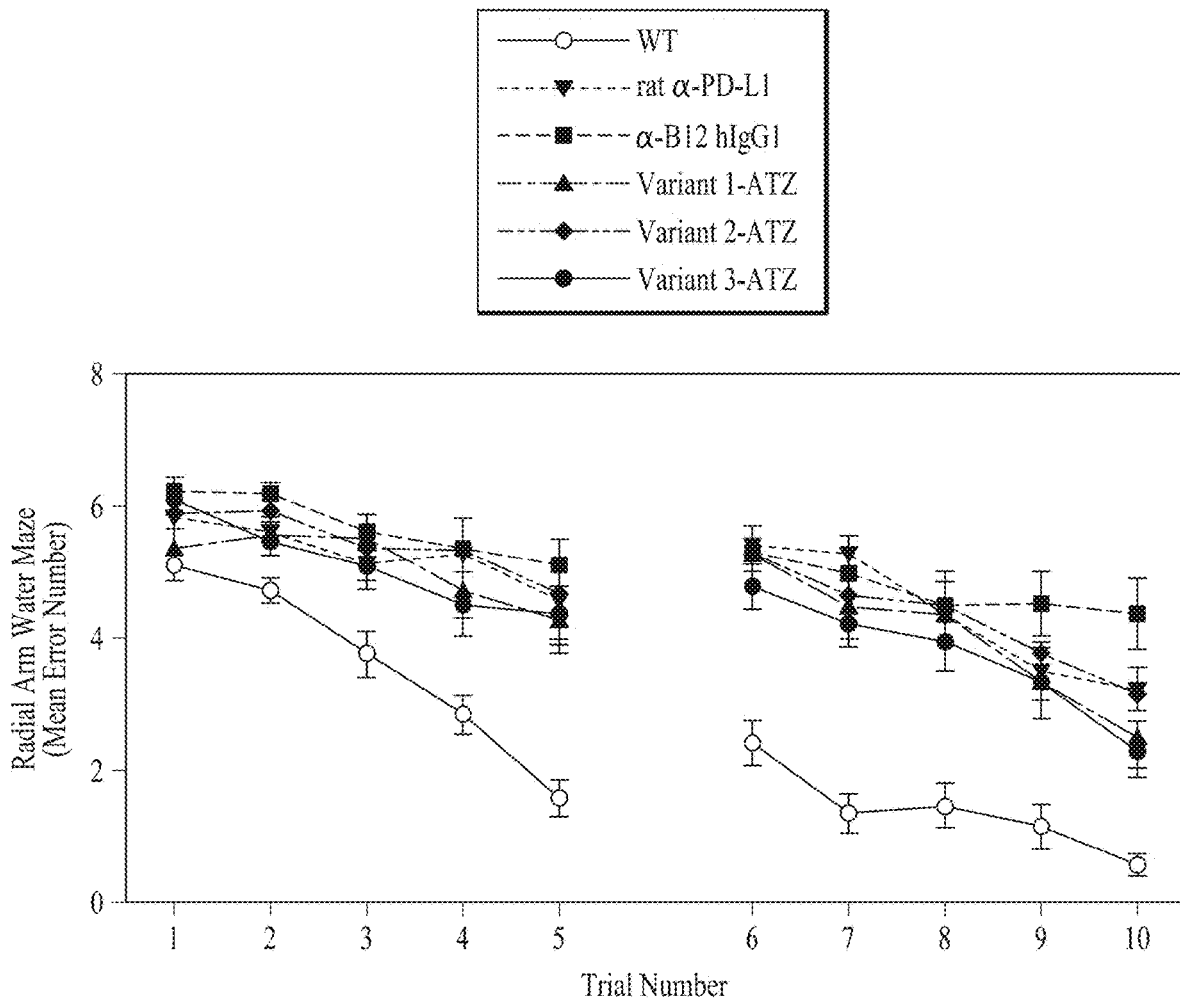 WT
rat α-PD-L1
α-B12 hIgG1
Variant 1-ATZ
Variant 2-ATZ
Variant 3-ATZ
Radial Arm Water Maze
(Mean Error Number)
8
6
4
2
0
1 2 3 4 5 6 7 8 9 10
Trial Number